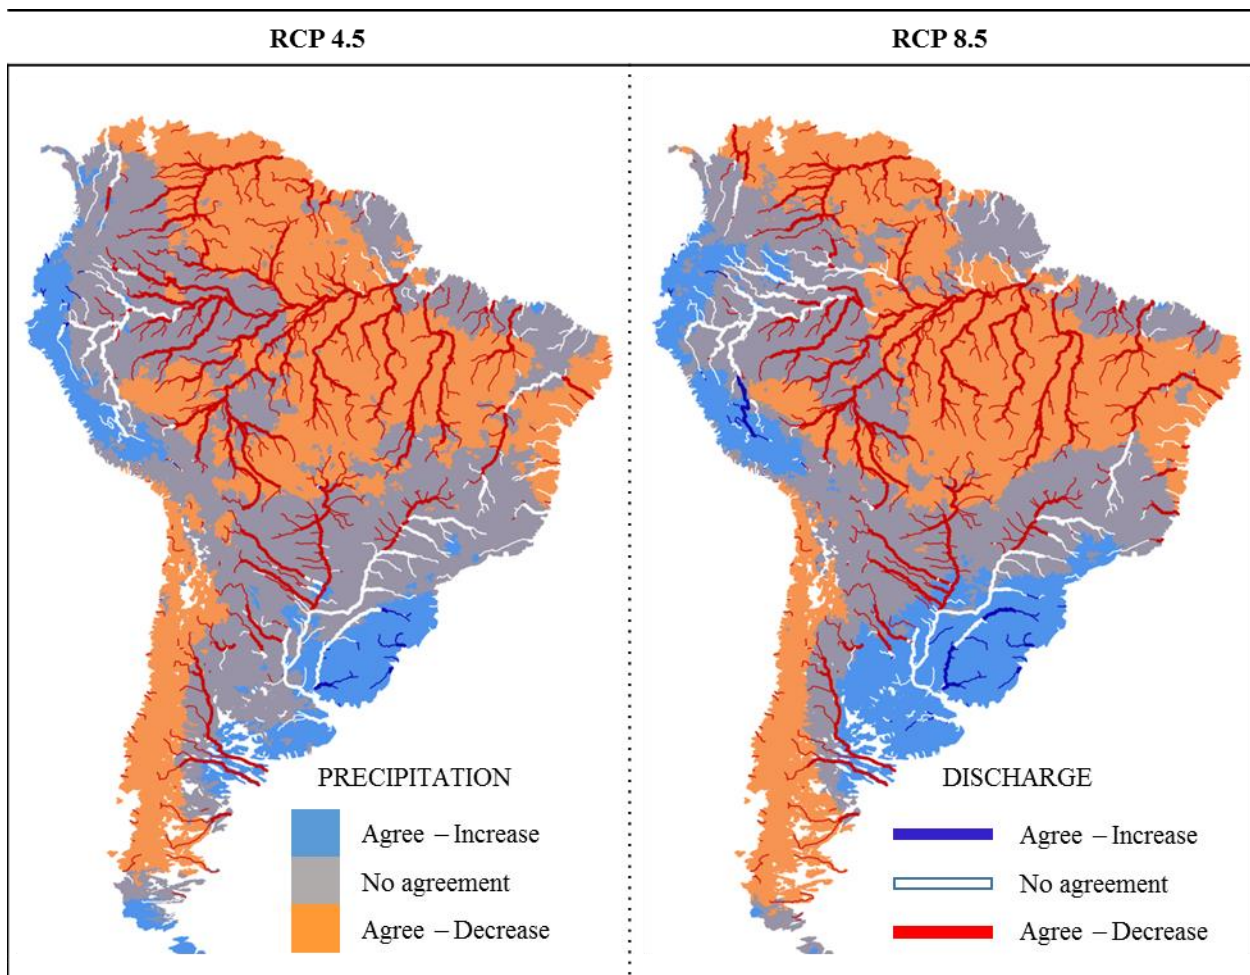 RCP 4.5
RCP 8.5
PRECIPITATION
Agree – Increase
No agreement
Agree – Decrease
DISCHARGE
Agree – Increase
No agreement
Agree – Decrease